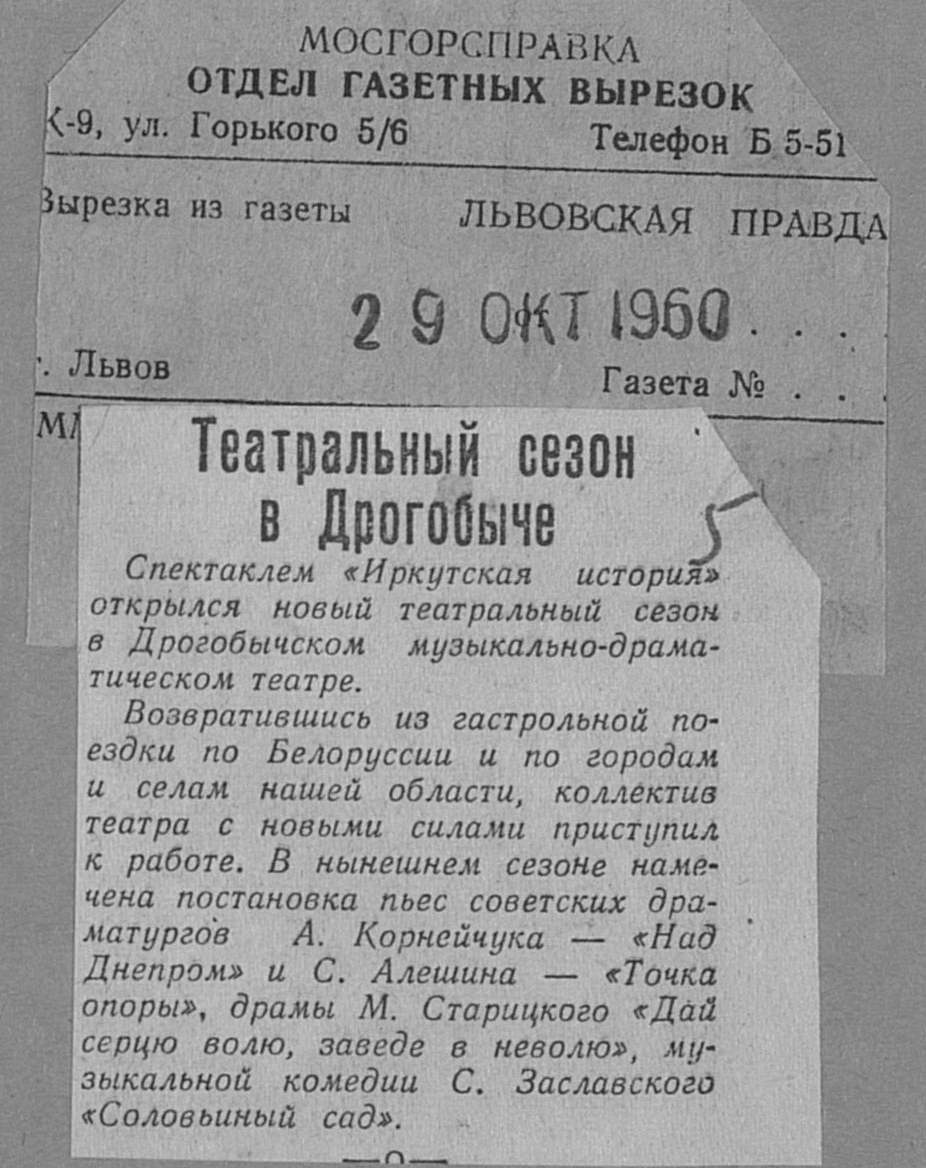 МОСГОРСПРАВКА
ОТДЕЛ ГАЗЕТНЫХ ВЫРЕЗОК
К-9, ул. Горького 5/6 Телефон Б 5-51
Вырезка из газеты ЛЬВОВСКАЯ ПРАВДА
29 ОКТ 1960 . . . .
г. Львов Газета № . . .
Театральный сезон
в Дрогобыче
Спектаклем «Иркутская история»
открылся новый театральный сезон
в Дрогобычском музыкально-драма-
тическом театре.
Возвратившись из гастрольной по-
ездки по Белоруссии и по городам
и селам нашей области, коллектив
театра с новыми силами приступил
к работе. В нынешнем сезоне наме-
чена постановка пьес советских дра-
матургов А. Корнейчука — «Над
Днепром» и С. Алешина — «Точка
опоры», драмы М. Старицкого «Дай
серцю волю, заведе в неволю», му-
зыкальной комедии С. Заславского
«Соловьиный сад».